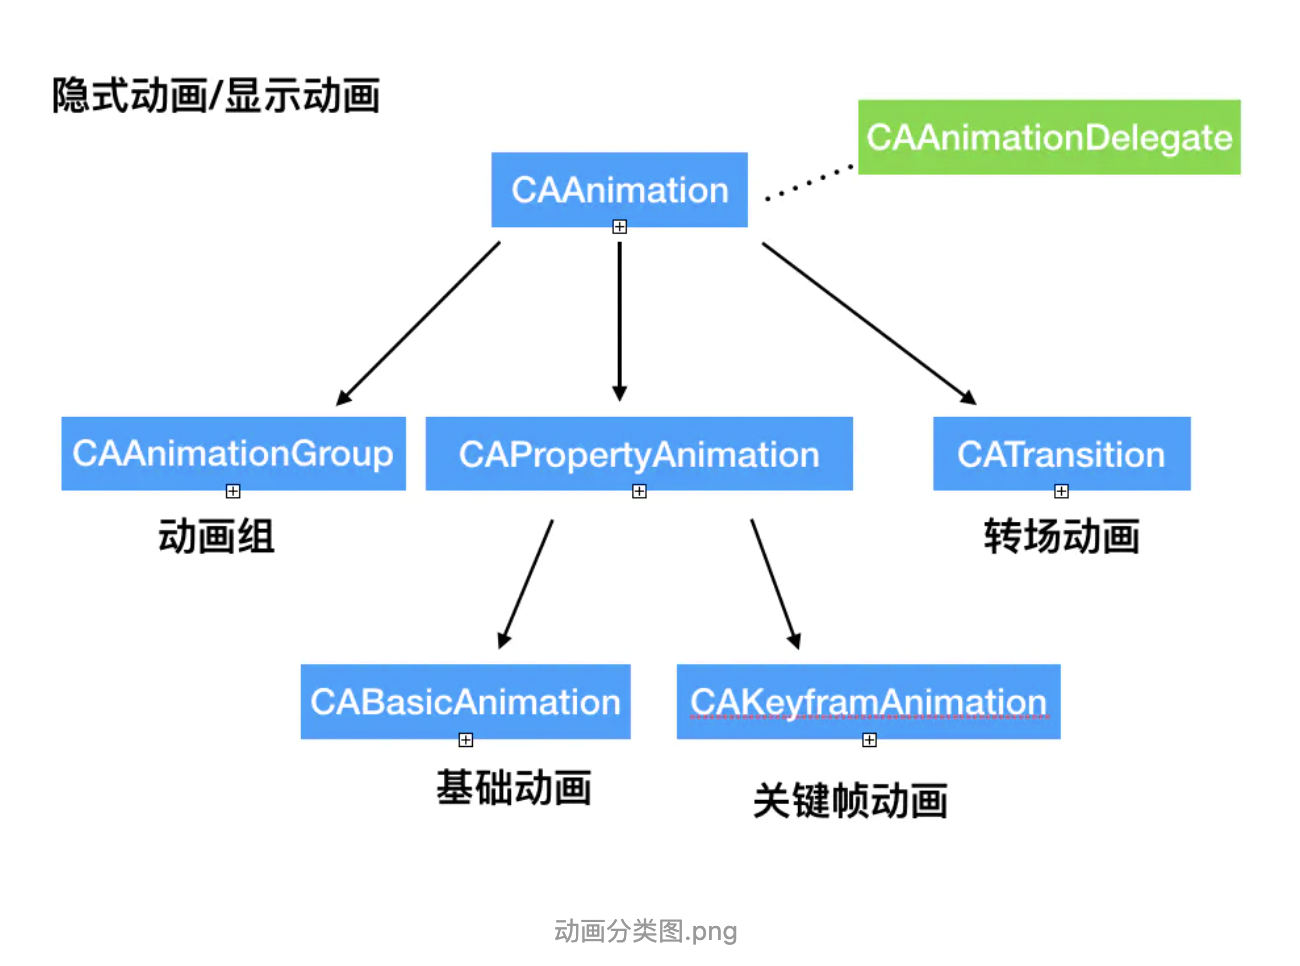 隐式动画/显示动画
CAAnimationDelegate
CAAnimation
CAAnimationGroup
CAPropertyAnimation
CATransition
动画组
转场动画
CABasicAnimation
CAKeyframAnimation
基础动画
关键帧动画
动画分类图.png